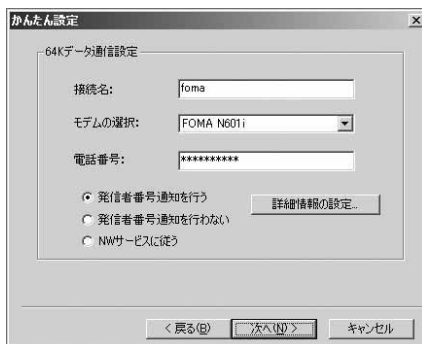 かんたん設定
64Kデータ通信設定
接続名: foma
モデムの選択: FOMA N601i
電話番号: **********
発信者番号通知を行う 詳細情報の設定...
発信者番号通知を行わない
NWサービスに従う
< 戻る(B) 次へ(N) > キャンセル